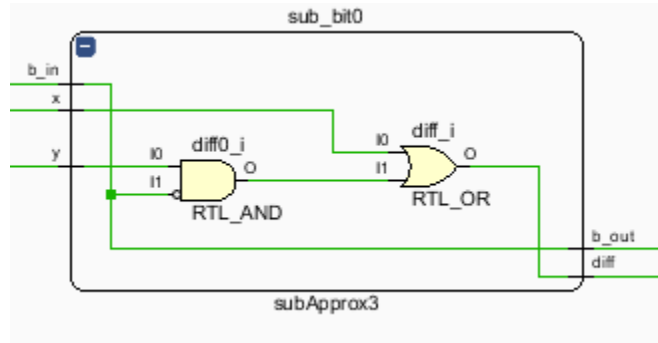 sub_bit0
b_in
x
y
I0
I1
diff0_i
O
RTL_AND
I0
I1
diff_i
O
RTL_OR
b_out
diff
subApprox3